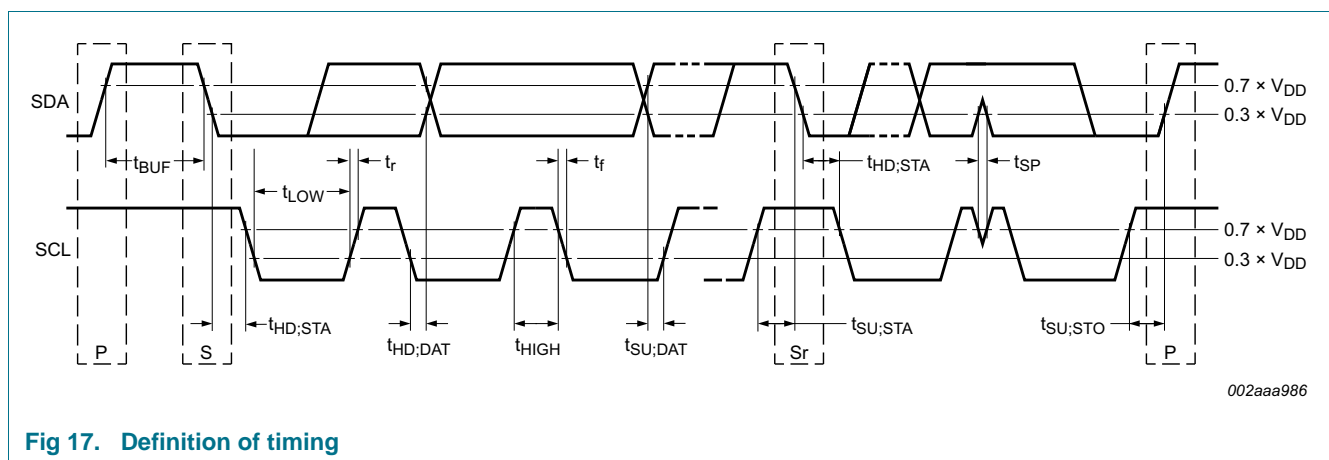 SDA
0.7 × VDD
0.3 × VDD
tBUF
tr
tf
tHD;STA
tSP
tLOW
SCL
0.7 × VDD
0.3 × VDD
tHD;STA
tHD;DAT
tHIGH
tSU;DAT
tSU;STA
tSU;STO
P
S
Sr
P
002aaa986
Fig 17. Definition of timing